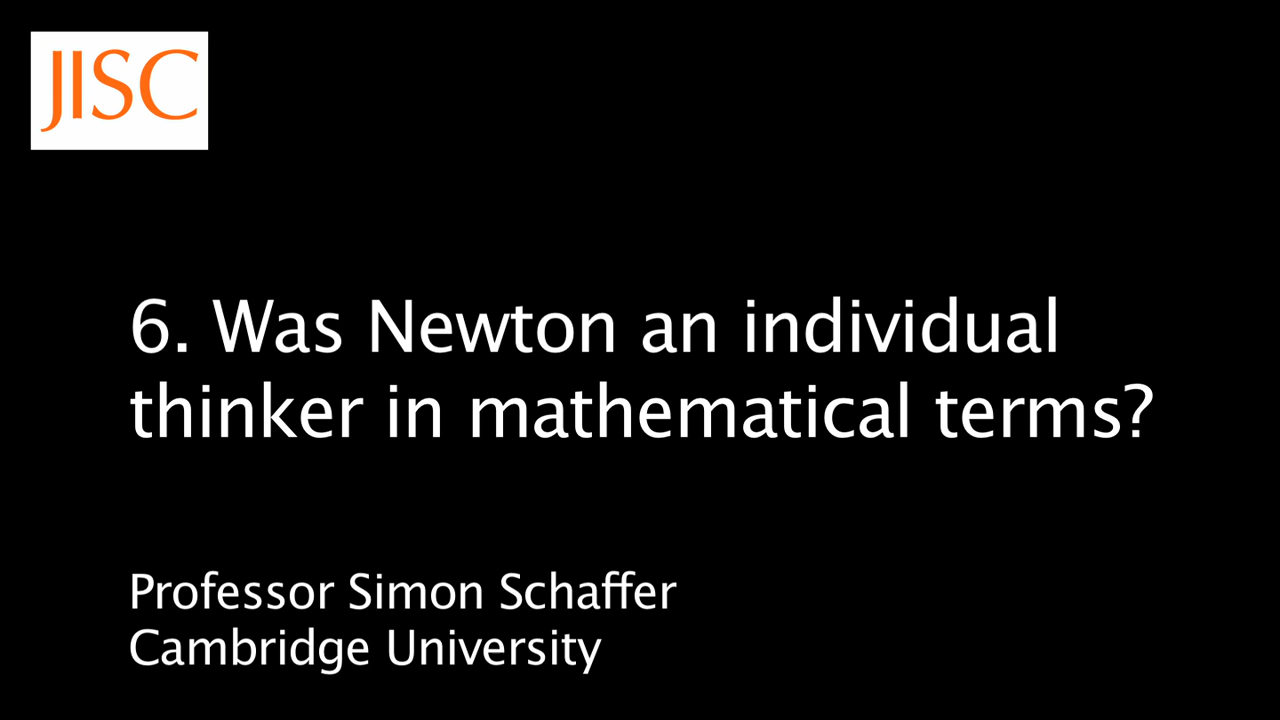 JISC
6. Was Newton an individual
thinker in mathematical terms?
Professor Simon Schaffer
Cambridge University